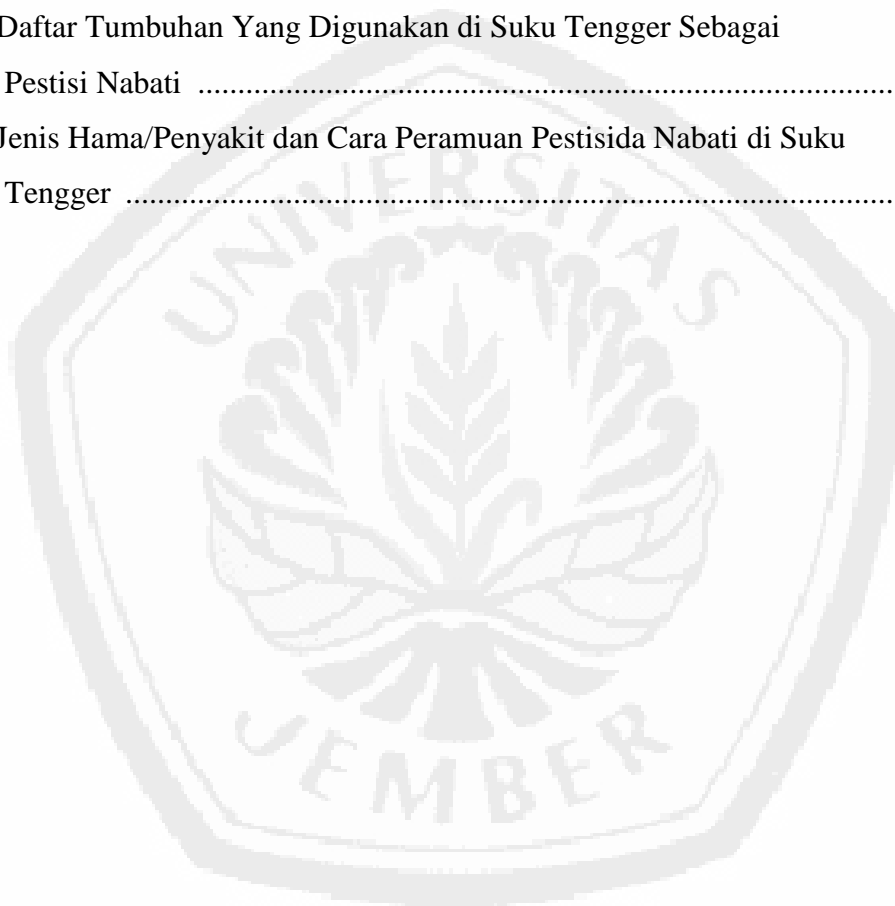 Daftar Tumbuhan Yang Digunakan di Suku Tengger Sebagai
Pestisi Nabati ........................................................................................
Jenis Hama/Penyakit dan Cara Peramuan Pestisida Nabati di Suku
Tengger .................................................................................................
UNIVERSITAS
JEMBER